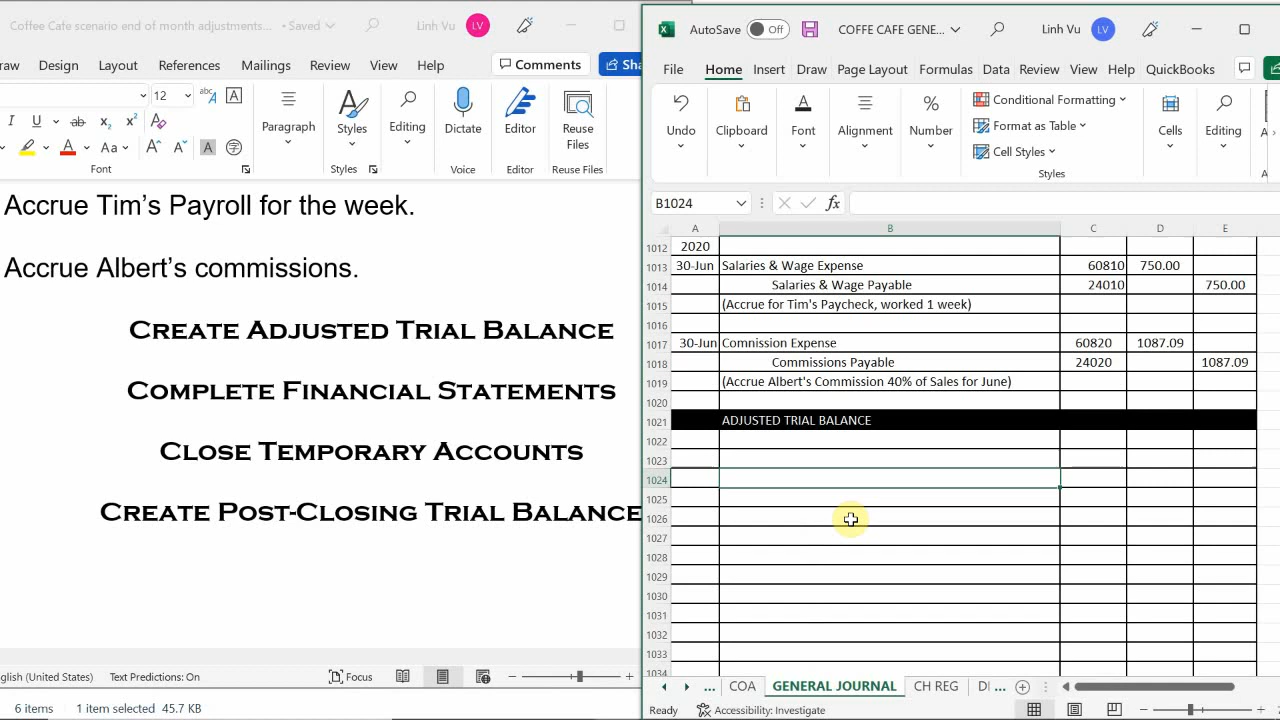 Coffee Cafe scenario end of month adjustments... • Saved
Linh Vu
LV
raw
Design
Layout
References
Mailings
Review
View
Help
Comments
Sha
12
Paragraph
Styles
Editing
Dictate
Editor
Reuse
Files
Font
Styles
Voice
Editor
Reuse Files
Accrue Tim's Payroll for the week.
Accrue Albert's commissions.
Create Adjusted Trial Balance
Complete Financial Statements
Close Temporary Accounts
Create Post-Closing Trial Balance
glish (United States)
Text Predictions: On
Focus
6 items
1 item selected 45.7 KB
AutoSave
Off
COFFE CAFE GENE...
Linh Vu
LV
File
Home
Insert
Draw
Page Layout
Formulas
Data
Review
View
Help
QuickBooks
Undo
Clipboard
Font
Alignment
Number
Conditional Formatting
Format as Table
Cell Styles
Styles
Cells
Editing
B1024
fx
A B C D E
1012 2020
1013 30-Jun Salaries & Wage Expense 60810 750.00
1014 Salaries & Wage Payable 24010 750.00
1015 (Accrue for Tim's Paycheck, worked 1 week)
1016
1017 30-Jun Comnission Expense 60820 1087.09
1018 Commissions Payable 24020 1087.09
1019 (Accrue Albert's Commission 40% of Sales for June)
1020
1021 ADJUSTED TRIAL BALANCE
1022
1023
1024
1025
1026
1027
1028
1029
1030
1031
1032
1033
1034
...
COA
GENERAL JOURNAL
CH REG
DI ...
Ready
Accessibility: Investigate